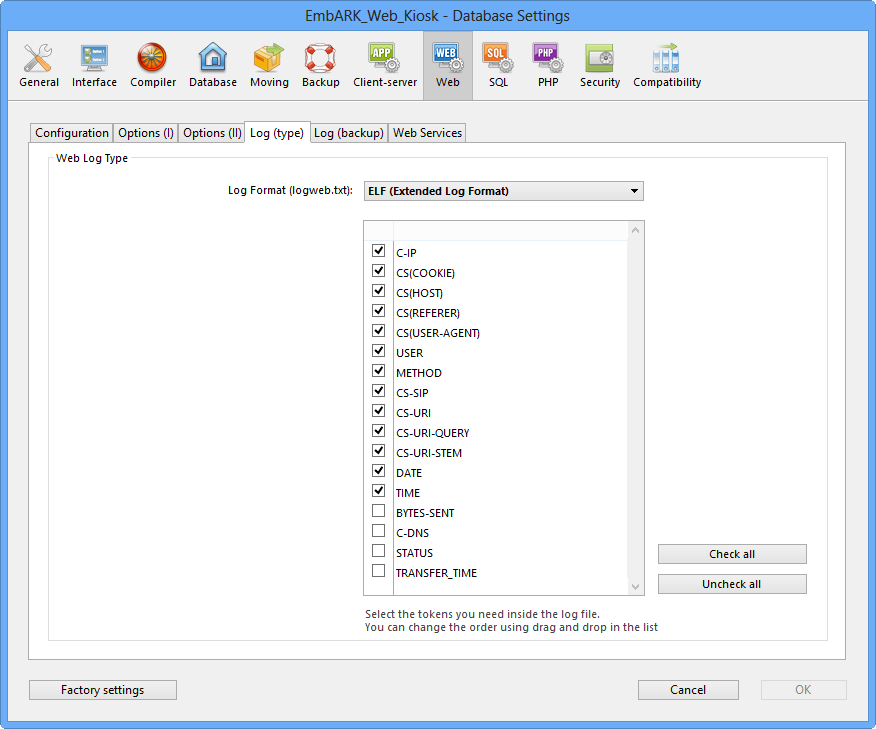 EmbARK_Web_Kiosk - Database Settings
APP WEB SQL PHP
General Interface Compiler Database Moving Backup Client-server Web SQL PHP Security Compatibility
Configuration Options (I) Options (II) Log (type) Log (backup) Web Services
Web Log Type
Log Format (logweb.txt): ELF (Extended Log Format)
C-IP
CS(COOKIE)
CS(HOST)
CS(REFERER)
CS(USER-AGENT)
USER
METHOD
CS-SIP
CS-URI
CS-URI-QUERY
CS-URI-STEM
DATE
TIME
BYTES-SENT
C-DNS
STATUS
TRANSFER_TIME
Check all
Uncheck all
Select the tokens you need inside the log file.
You can change the order using drag and drop in the list
Factory settings Cancel OK